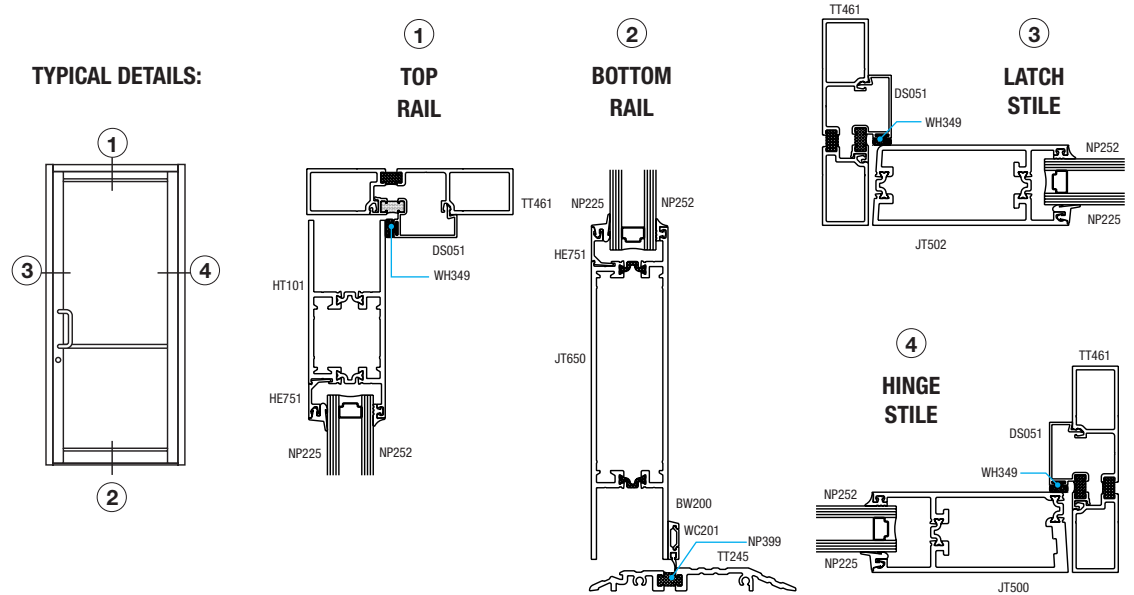 TYPICAL DETAILS:
1
3
4
2
1
TOP
RAIL
TT461
DS051
WH349
HT101
HE751
NP225
NP252
2
BOTTOM
RAIL
NP225
NP252
HE751
JT650
BW200
WC201
NP399
TT245
3
LATCH
STILE
TT461
DS051
WH349
NP252
NP225
JT502
4
HINGE
STILE
TT461
DS051
WH349
NP252
NP225
JT500